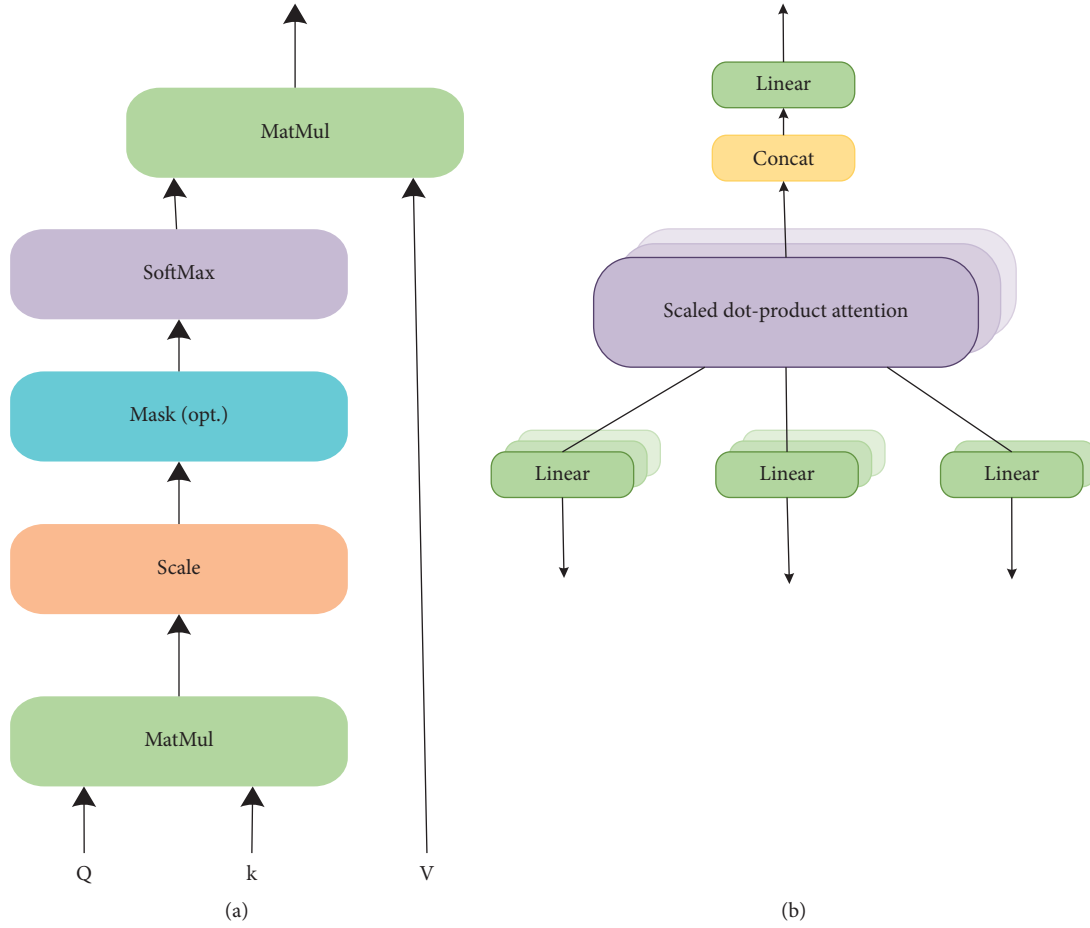 MatMul
SoftMax
Mask (opt.)
Scale
MatMul
Q
k
V
(a)
Linear
Concat
Scaled dot-product attention
Linear
Linear
Linear
(b)